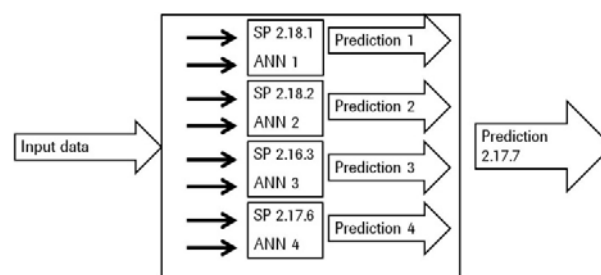 Input data
SP 2.18.1
ANN 1
Prediction 1
SP 2.18.2
ANN 2
Prediction 2
SP 2.16.3
ANN 3
Prediction 3
SP 2.17.6
ANN 4
Prediction 4
Prediction
2.17.7